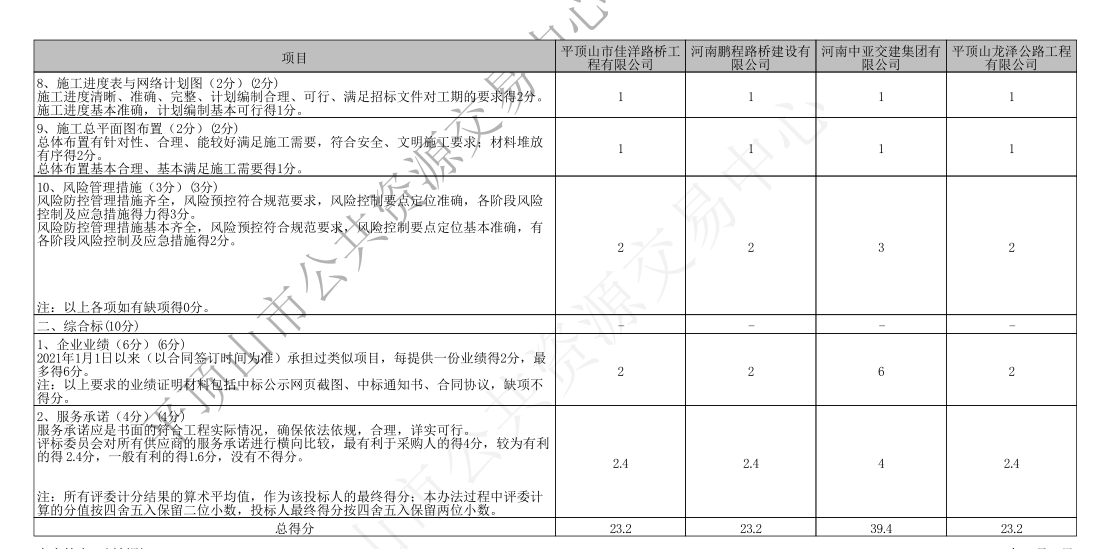 项目
平顶山市佳洋路桥工
程有限公司
河南鹏程路桥建设有
限公司
河南中亚交建集团有
限公司
平顶山龙泽公路工程
有限公司
8、施工进度表与网络计划图（2分）(2分)
施工进度清晰、准确、完整、计划编制合理、可行、满足招标文件对工期的要求得2分。
施工进度基本准确，计划编制基本可行得1分。
1 1 1 1
9、施工总平面图布置（2分）(2分)
总体布置有针对性、合理、能较好满足施工需要，符合安全、文明施工要求；材料堆放
有序得2分。
总体布置基本合理、基本满足施工需要得1分。
1 1 1 1
10、风险管理措施（3分）(3分)
风险防控管理措施齐全，风险预控符合规范要求，风险控制要点定位准确，各阶段风险
控制及应急措施得力得3分。
风险防控管理措施基本齐全，风险预控符合规范要求，风险控制要点定位基本准确，有
各阶段风险控制及应急措施得2分。
注：以上各项如有缺项得0分。
2 2 3 2
二、综合标(10分)
- - - -
1、企业业绩（6分）(6分)
2021年1月1日以来（以合同签订时间为准）承担过类似项目，每提供一份业绩得2分，最
多得6分。
注：以上要求的业绩证明材料包括中标公示网页截图、中标通知书、合同协议，缺项不
得分。
2 2 6 2
2、服务承诺（4分）(4分)
服务承诺应是书面的符合工程实际情况，确保依法依规，合理，详实可行。
评标委员会对所有供应商的服务承诺进行横向比较，最有利于采购人的得4分，较为有利
的得 2.4分，一般有利的得1.6分，没有不得分。
注：所有评委计分结果的算术平均值，作为该投标人的最终得分；本办法过程中评委计
算的分值按四舍五入保留二位小数，投标人最终得分按四舍五入保留两位小数。
2.4 2.4 4 2.4
总得分 23.2 23.2 39.4 23.2
平顶山市公共资源交易中心
山市公共资源交易中心